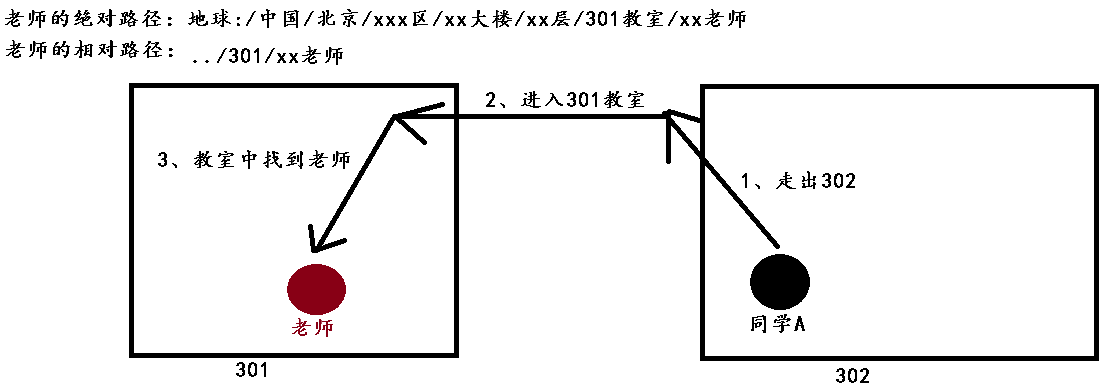 老师的绝对路径：地球:/中国/北京/xxx区/xx大楼/xx层/301教室/xx老师
老师的相对路径：../301/xx老师
2、进入301教室
3、教室中找到老师
1、走出302
老师
同学A
301
302